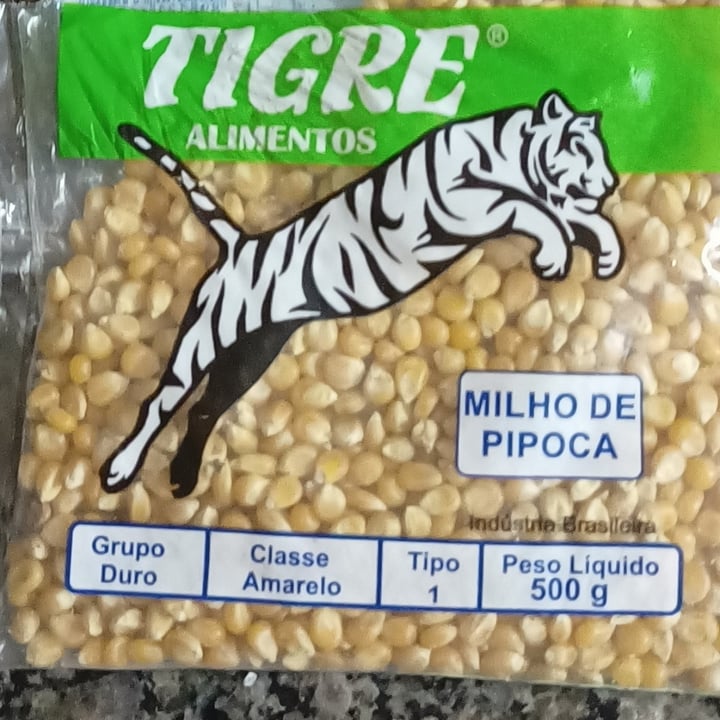 TIGRE®
ALIMENTOS
MILHO DE
PIPOCA
Indústria Brasileira
Grupo
Duro
Classe
Amarelo
Tipo
1
Peso Líquido
500 g